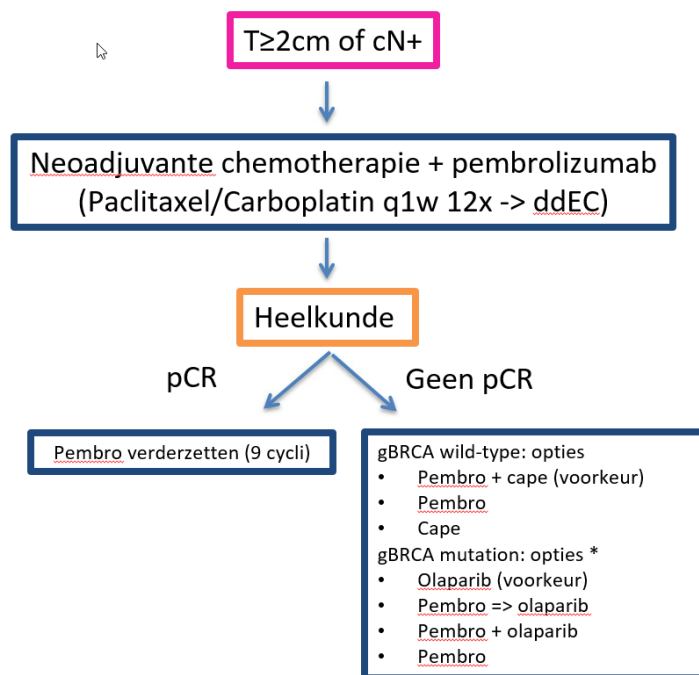 T≥2cm of cN+
Neoadjuvante chemotherapie + pembrolizumab
(Paclitaxel/Carboplatin q1w 12x -> ddEC)
Heelkunde
pCR
Geen pCR
Pembro verderzetten (9 cycli)
gBRCA wild-type: opties
• Pembro + cape (voorkeur)
• Pembro
• Cape
gBRCA mutation: opties *
• Olaparib (voorkeur)
• Pembro => olaparib
• Pembro + olaparib
• Pembro